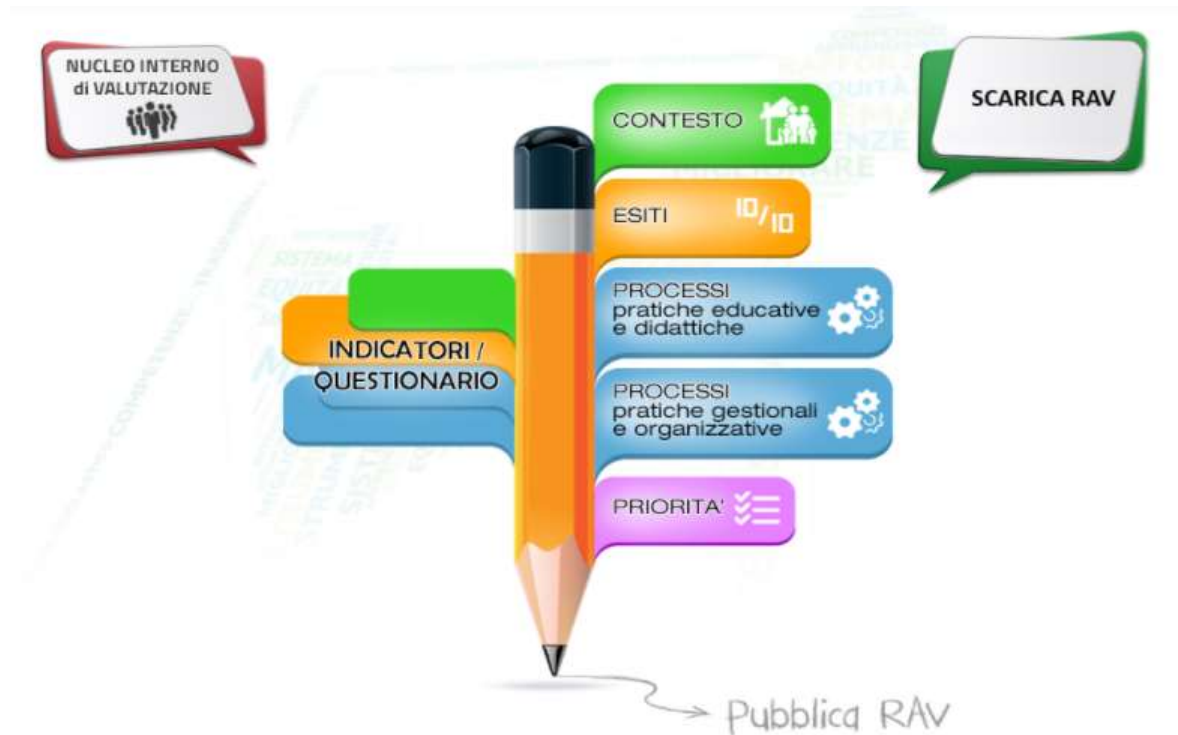 NUCLEO INTERNO
di VALUTAZIONE
SCARICA RAV
CONTESTO
ESITI 10/10
PROCESSI
pratiche educative
e didattiche
INDICATORI /
QUESTIONARIO
PROCESSI
pratiche gestionali
e organizzative
PRIORITA'
Pubblica RAV